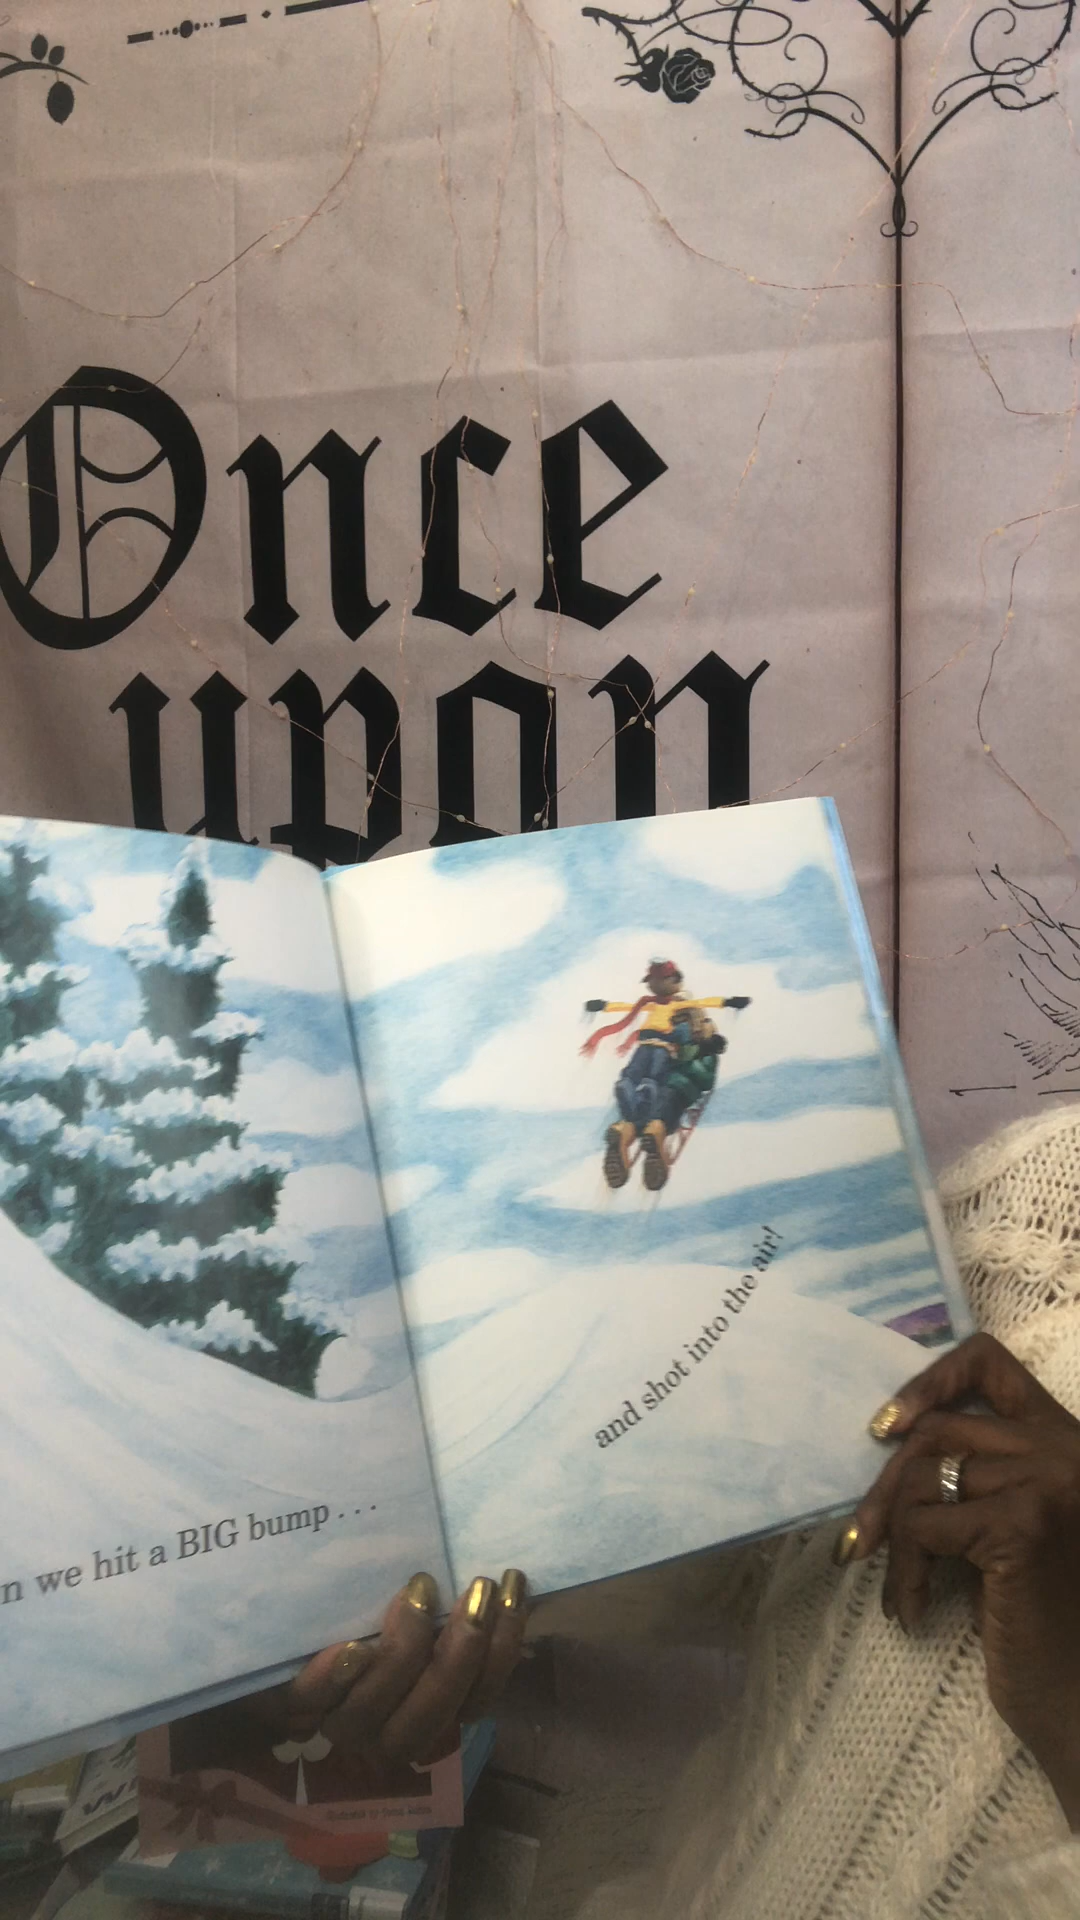 Once
upon
n we hit a BIG bump . . .
and shot into the air!